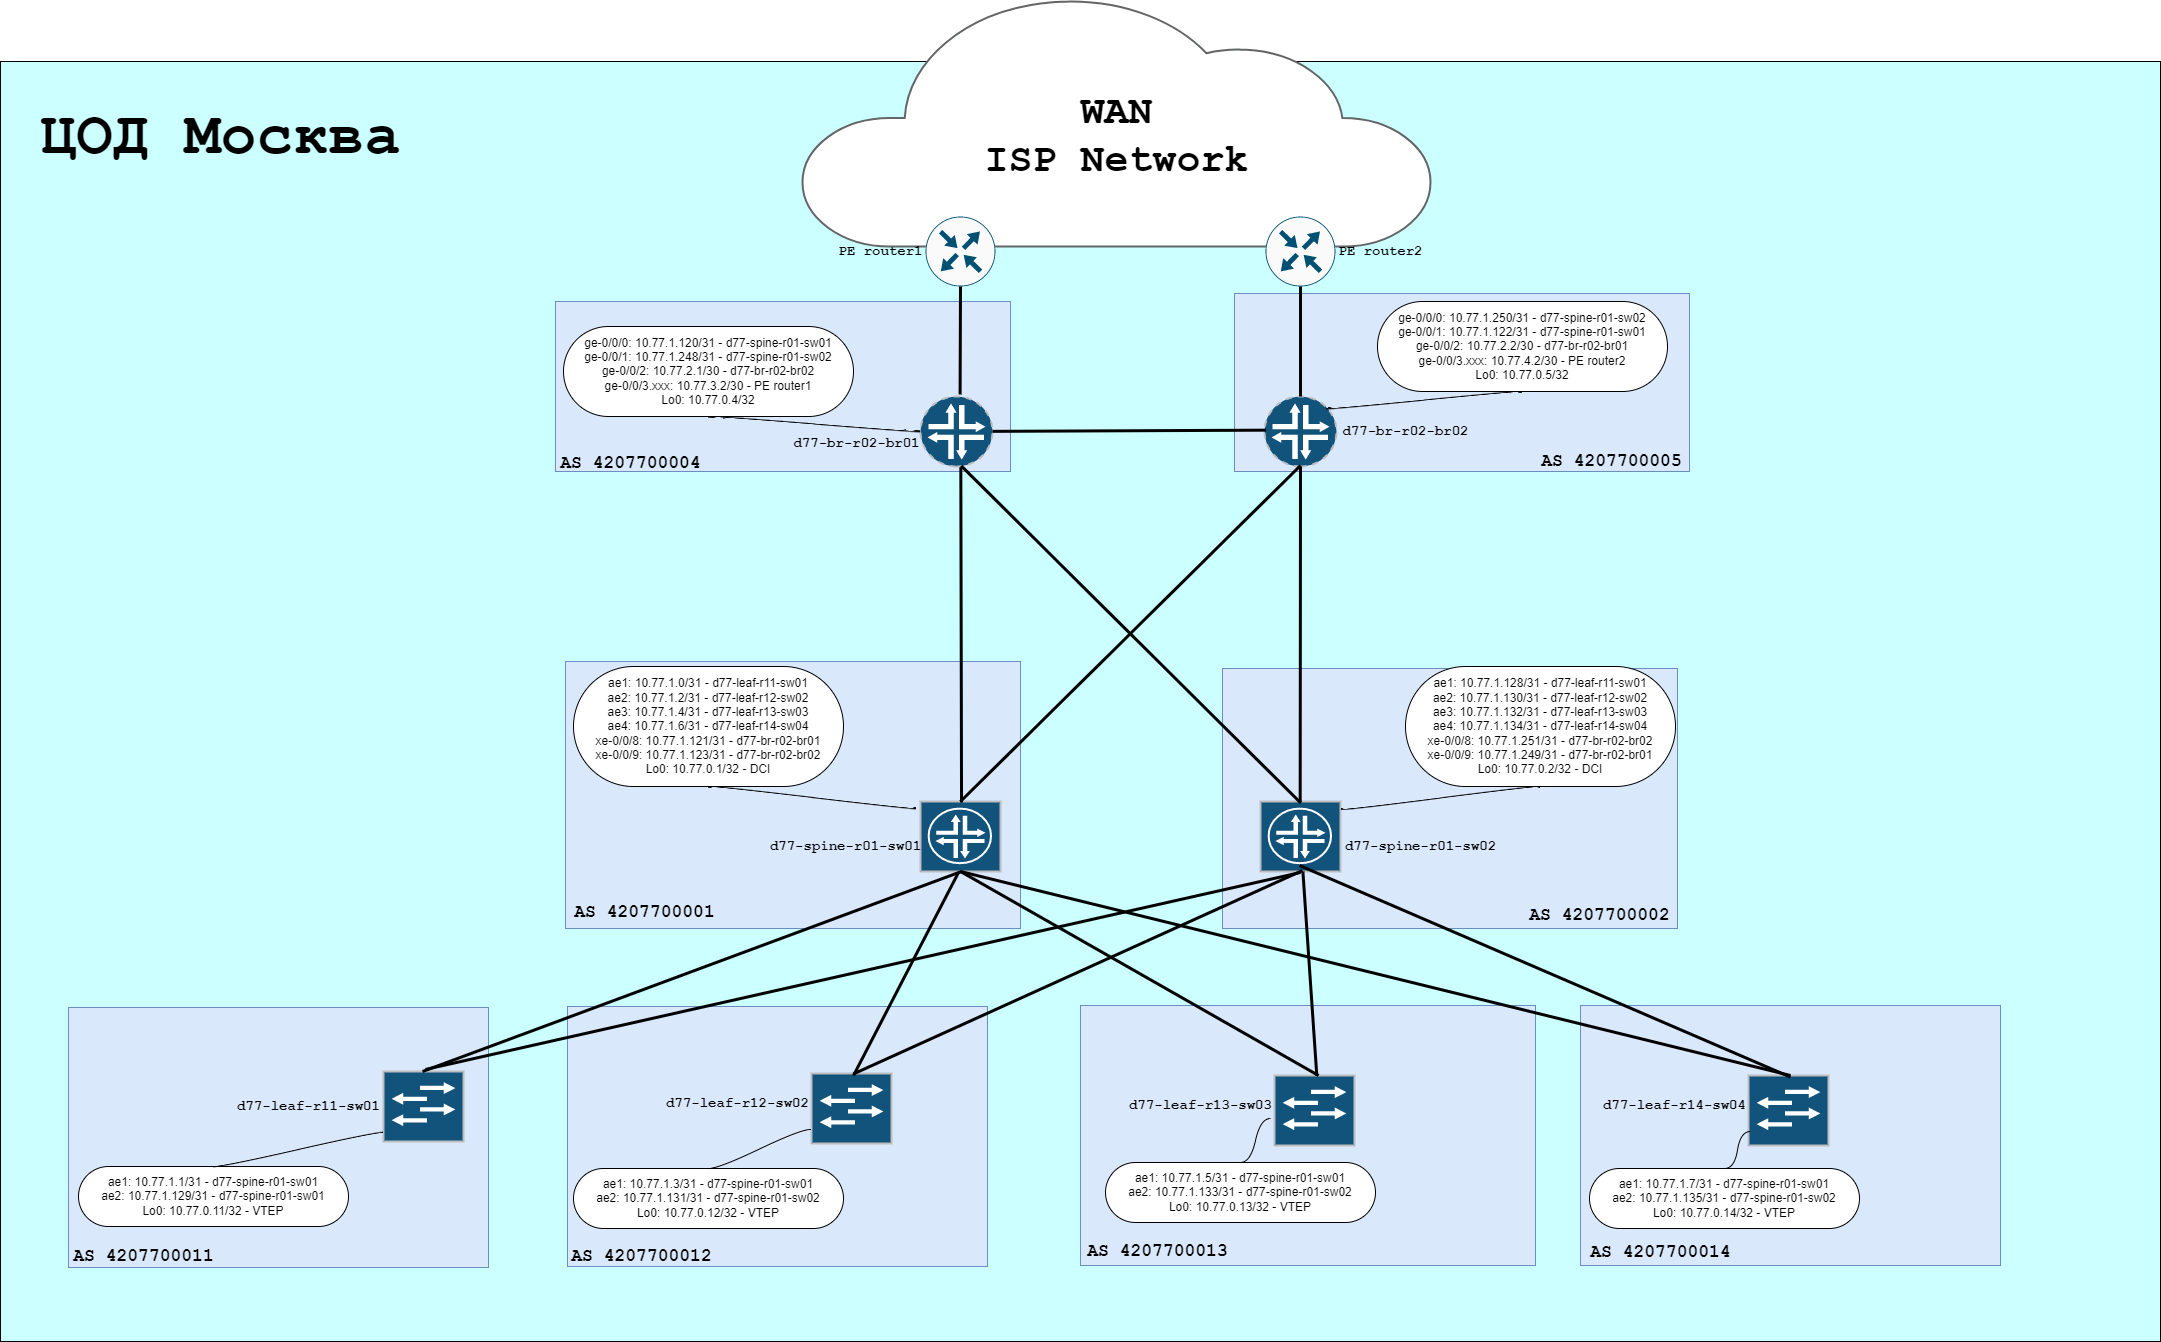 WAN
ISP Network
ЦОД Москва
PE router1
PE router2
ge-0/0/0: 10.77.1.120/31 - d77-spine-r01-sw01
ge-0/0/1: 10.77.1.248/31 - d77-spine-r01-sw02
ge-0/0/2: 10.77.2.1/30 - d77-br-r02-br02
ge-0/0/3.xxx: 10.77.3.2/30 - PE router1
Lo0: 10.77.0.4/32
d77-br-r02-br01
AS 4207700004
ge-0/0/0: 10.77.1.250/31 - d77-spine-r01-sw02
ge-0/0/1: 10.77.1.122/31 - d77-spine-r01-sw01
ge-0/0/2: 10.77.2.2/30 - d77-br-r02-br01
ge-0/0/3.xxx: 10.77.4.2/30 - PE router2
Lo0: 10.77.0.5/32
d77-br-r02-br02
AS 4207700005
ae1: 10.77.1.0/31 - d77-leaf-r11-sw01
ae2: 10.77.1.2/31 - d77-leaf-r12-sw02
ae3: 10.77.1.4/31 - d77-leaf-r13-sw03
ae4: 10.77.1.6/31 - d77-leaf-r14-sw04
xe-0/0/8: 10.77.1.121/31 - d77-br-r02-br01
xe-0/0/9: 10.77.1.123/31 - d77-br-r02-br02
Lo0: 10.77.0.1/32 - DCI
d77-spine-r01-sw01
AS 4207700001
ae1: 10.77.1.128/31 - d77-leaf-r11-sw01
ae2: 10.77.1.130/31 - d77-leaf-r12-sw02
ae3: 10.77.1.132/31 - d77-leaf-r13-sw03
ae4: 10.77.1.134/31 - d77-leaf-r14-sw04
xe-0/0/8: 10.77.1.251/31 - d77-br-r02-br02
xe-0/0/9: 10.77.1.249/31 - d77-br-r02-br01
Lo0: 10.77.0.2/32 - DCI
d77-spine-r01-sw02
AS 4207700002
d77-leaf-r11-sw01
ae1: 10.77.1.1/31 - d77-spine-r01-sw01
ae2: 10.77.1.129/31 - d77-spine-r01-sw01
Lo0: 10.77.0.11/32 - VTEP
AS 4207700011
d77-leaf-r12-sw02
ae1: 10.77.1.3/31 - d77-spine-r01-sw01
ae2: 10.77.1.131/31 - d77-spine-r01-sw02
Lo0: 10.77.0.12/32 - VTEP
AS 4207700012
d77-leaf-r13-sw03
ae1: 10.77.1.5/31 - d77-spine-r01-sw01
ae2: 10.77.1.133/31 - d77-spine-r01-sw02
Lo0: 10.77.0.13/32 - VTEP
AS 4207700013
d77-leaf-r14-sw04
ae1: 10.77.1.7/31 - d77-spine-r01-sw01
ae2: 10.77.1.135/31 - d77-spine-r01-sw02
Lo0: 10.77.0.14/32 - VTEP
AS 4207700014